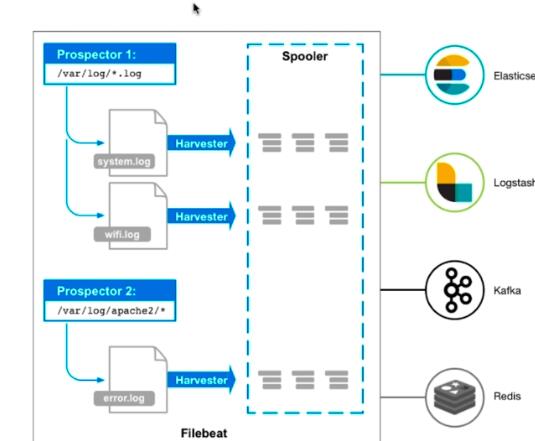 Prospector 1:
/var/log/*.log
Spooler
Harvester
system.log
Harvester
wifi.log
Prospector 2:
/var/log/apache2/*
Harvester
error.log
Filebeat
Elasticse
Logstash
Kafka
Redis